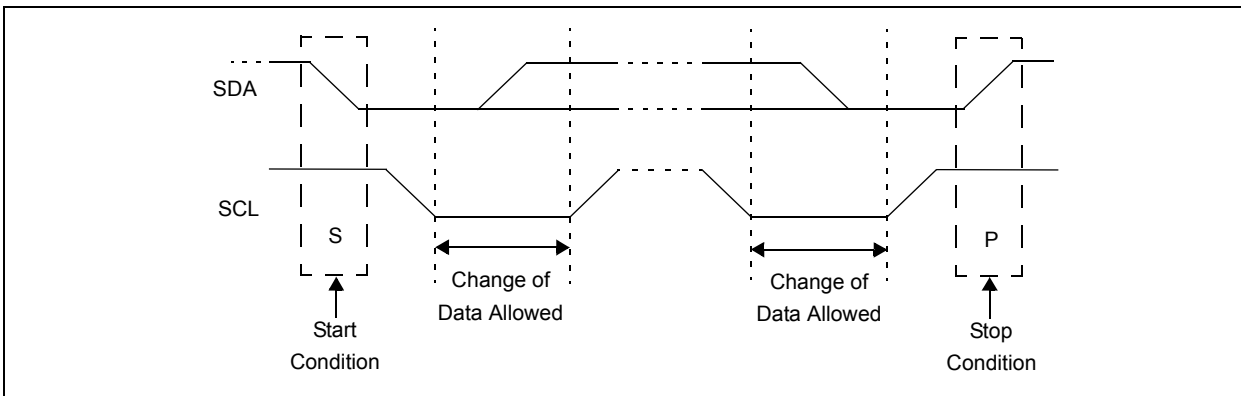 SDA
SCL
S
P
Change of
Data Allowed
Change of
Data Allowed
Start
Condition
Stop
Condition